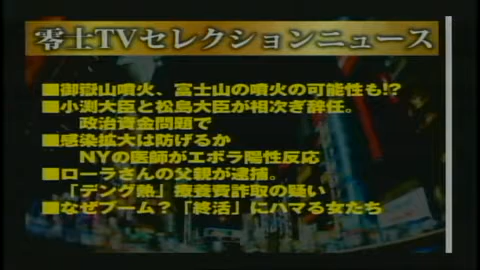 零士TVセレクションニュース
■御嶽山噴火、富士山の噴火の可能性も!?
■小渕大臣と松島大臣が相次ぎ辞任。
政治資金問題で
■感染拡大は防げるか
NYの医師がエボラ陽性反応
■ローラさんの父親が逮捕。
「デング熱」療養費詐取の疑い
■なぜブーム?「終活」にハマる女たち